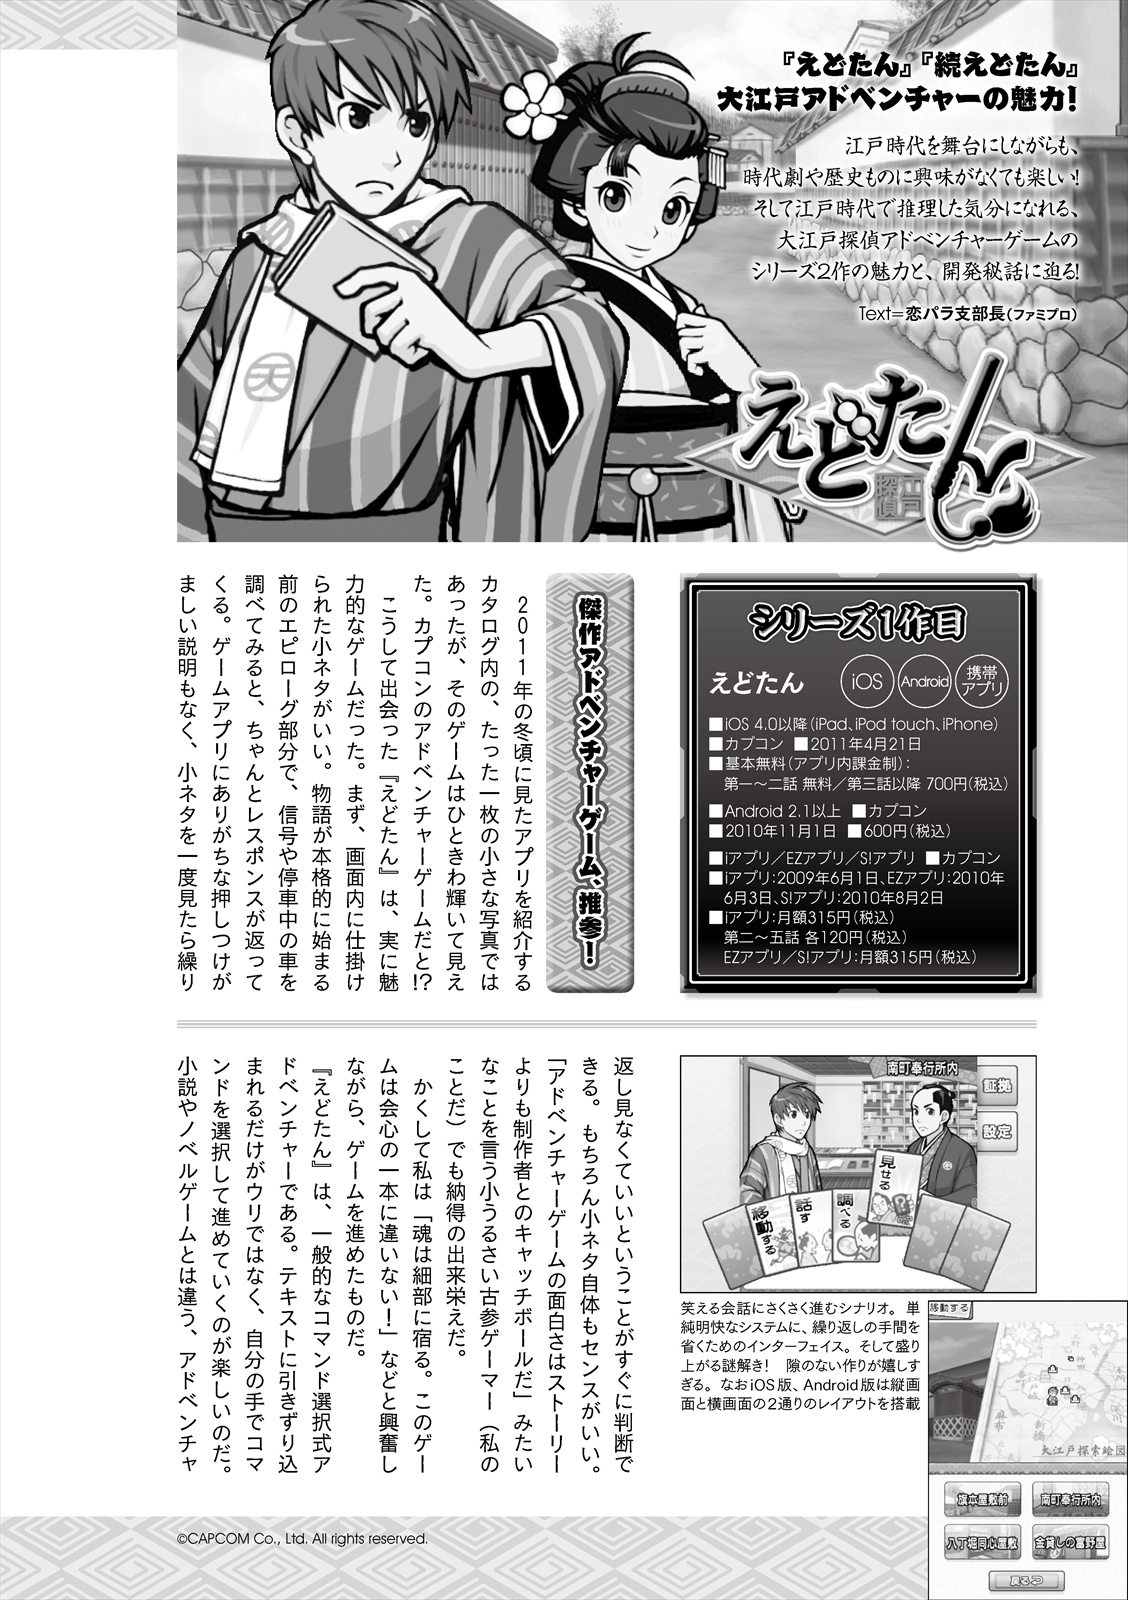 『えどたん』『続えどたん』
大江戸アドベンチャーの魅力！
江戸時代を舞台にしながらも、
時代劇や歴史ものに興味がなくても楽しい！
そして江戸時代で推理した気分になれる、
大江戸探偵アドベンチャーゲームの
シリーズ2作の魅力と、開発秘話に迫る！
Text=恋パラ支部長（ファミプロ）
天
えどたん
江戸
探偵
シリーズ1作目
えどたん
iOS
Android
携帯
アプリ
■iOS 4.0以降（iPad、iPod touch、iPhone）
■カプコン ■2011年4月21日
■基本無料（アプリ内課金制）：
第一〜二話 無料／第三話以降 700円（税込）
■Android 2.1以上 ■カプコン
■2010年11月1日 ■600円（税込）
■iアプリ／EZアプリ／S!アプリ ■カプコン
■iアプリ：2009年6月1日、EZアプリ：2010年
6月3日、S!アプリ：2010年8月2日
■iアプリ：月額315円（税込）
第二〜五話 各120円（税込）
EZアプリ／S!アプリ：月額315円（税込）
傑作アドベンチャーゲーム、推参！
2011年の冬頃に見たアプリを紹介する
カタログ内の、たった一枚の小さな写真では
あったが、そのゲームはひときわ輝いて見え
た。カプコンのアドベンチャーゲームだと!?
こうして出会った『えどたん』は、実に魅
力的なゲームだった。まず、画面内に仕掛け
られた小ネタがいい。物語が本格的に始まる
前のエピローグ部分で、信号や停車中の車を
調べてみると、ちゃんとレスポンスが返って
くる。ゲームアプリにありがちな押しつけが
ましい説明もなく、小ネタを一度見たら繰り
返し見なくていいということがすぐに判断で
きる。もちろん小ネタ自体もセンスがいい。
「アドベンチャーゲームの面白さはストーリー
よりも制作者とのキャッチボールだ」みたい
なことを言う小うるさい古参ゲーマー（私の
ことだ）でも納得の出来栄えだ。
かくして私は「魂は細部に宿る。このゲー
ムは会心の一本に違いない！」などと興奮し
ながら、ゲームを進めたものだ。
『えどたん』は、一般的なコマンド選択式ア
ドベンチャーである。テキストに引きずり込
まれるだけがウリではなく、自分の手でコマ
ンドを選択して進めていくのが楽しいのだ。
小説やノベルゲームとは違う、アドベンチャ
南町奉行所内
証拠
設定
移動する
話す
調べる
見せる
笑える会話にさくさく進むシナリオ。単
純明快なシステムに、繰り返しの手間を
省くためのインターフェイス。そして盛り
上がる謎解き！ 隙のない作りが嬉しす
ぎる。なおiOS版、Android版は縦画
面と横画面の2通りのレイアウトを搭載
移動する
神田
深川
麻布
新橋
大江戸探索絵図
旗本屋敷前
南町奉行所内
八丁堀同心屋敷
金貸しの富野屋
戻る
©CAPCOM Co., Ltd. All rights reserved.